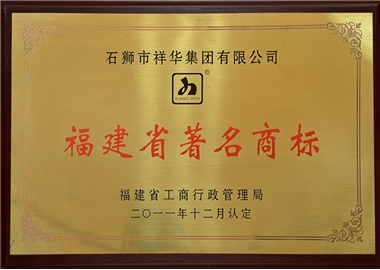 石狮市祥华集团有限公司
®
XIANG HUA
福建省著名商标
福建省工商行政管理局
二〇一一年十二月认定